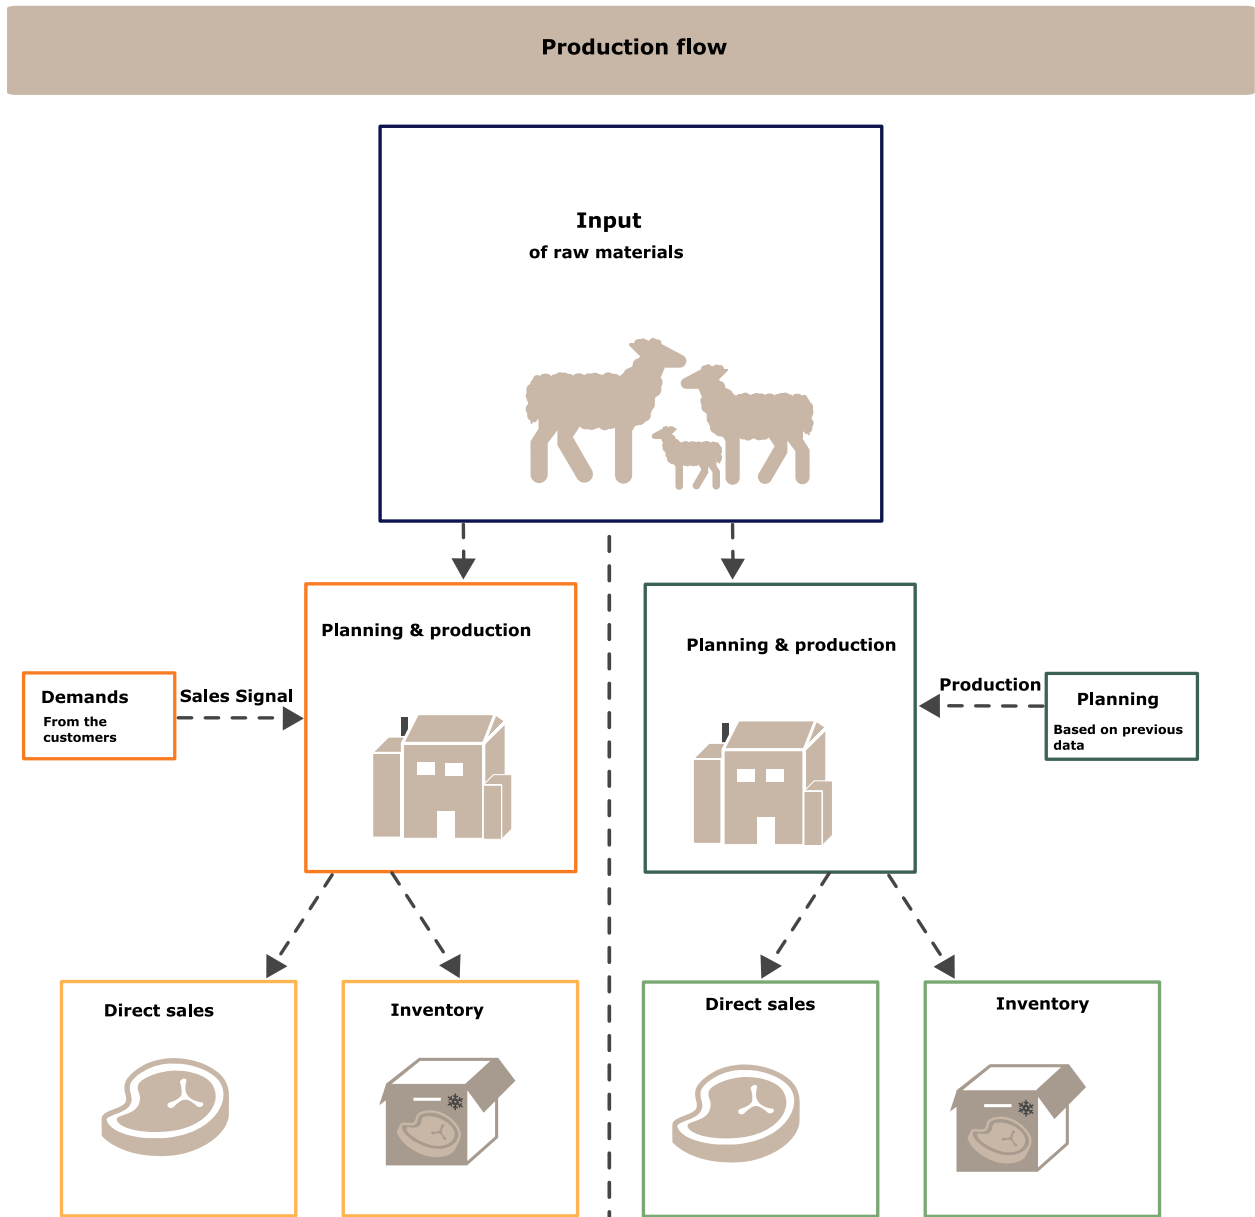 Production flow
Input
of raw materials
Planning & production
Planning & production
Demands
From the
customers
Sales Signal
Production
Planning
Based on previous
data
Direct sales
Inventory
Direct sales
Inventory